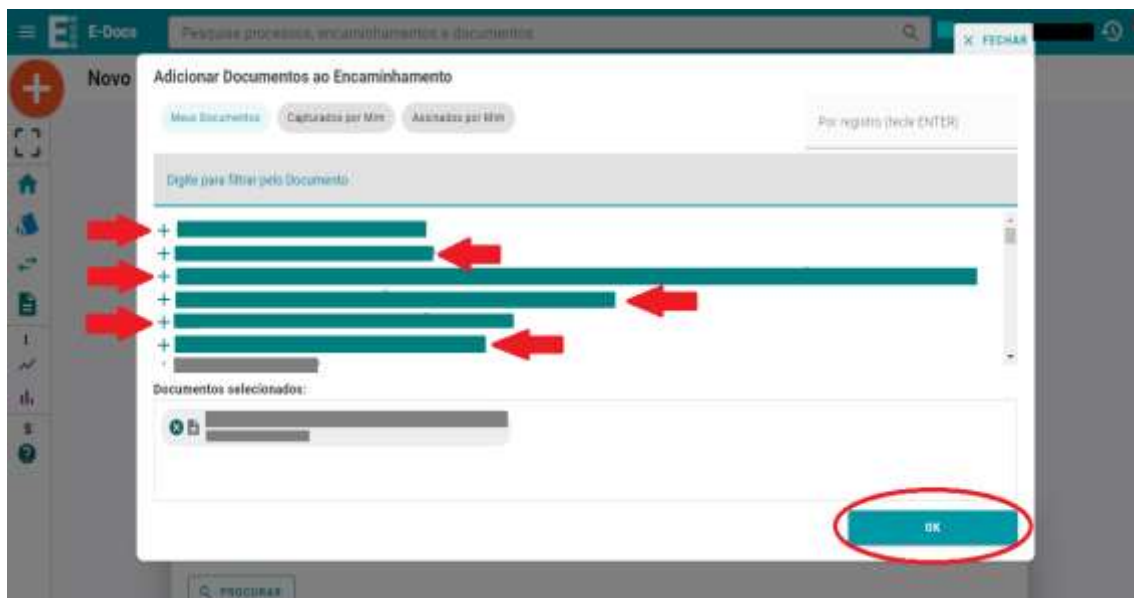 E-Docs
Pesquise processos, encaminhamentos e documentos
× FECHAR
Novo
Adicionar Documentos ao Encaminhamento
Meus Documentos
Capturados por Mim
Assinados por Mim
Por registro (tecle ENTER)
Digite para filtrar pelo Documento
Documentos selecionados:
OK
PROCURAR